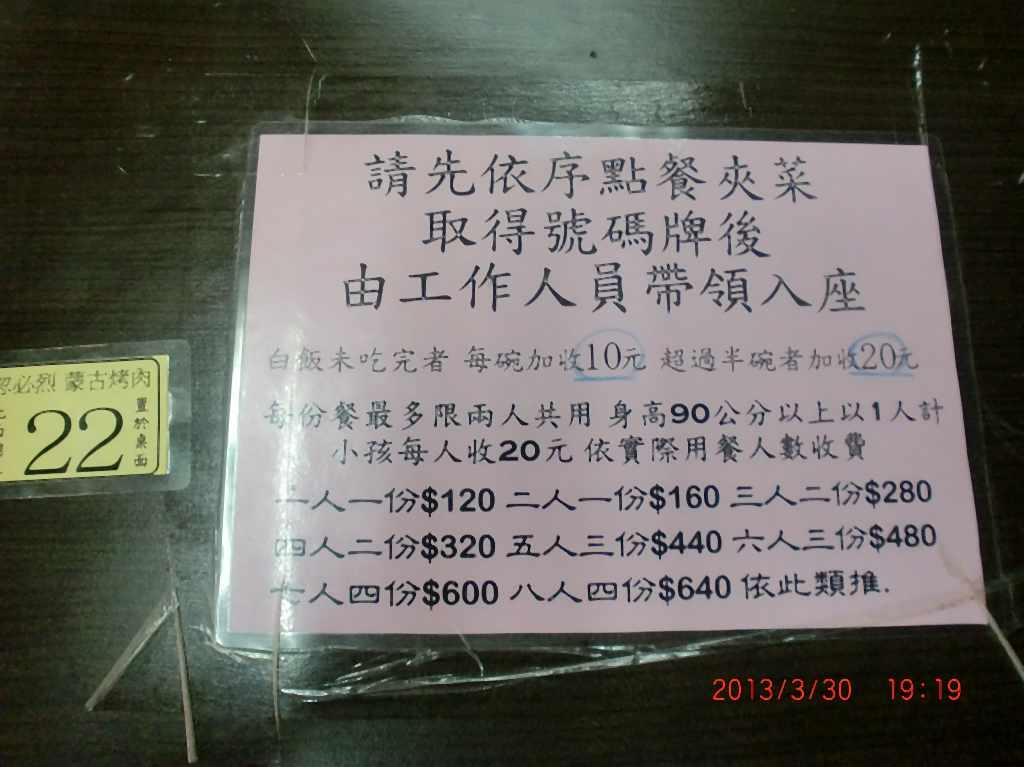 請先依序點餐夾菜
取得號碼牌後
由工作人員帶領入座
白飯未吃完者 每碗加收10元 超過半碗者加收20元
每份餐最多限兩人共用 身高90公分以上以1人計
小孩每人收20元 依實際用餐人數收費
一人一份$120 二人一份$160 三人二份$280
四人二份$320 五人三份$440 六人三份$480
七人四份$600 八人四份$640 依此類推.
必烈 蒙古烤肉
22
置於桌面
2013/3/30 19:19